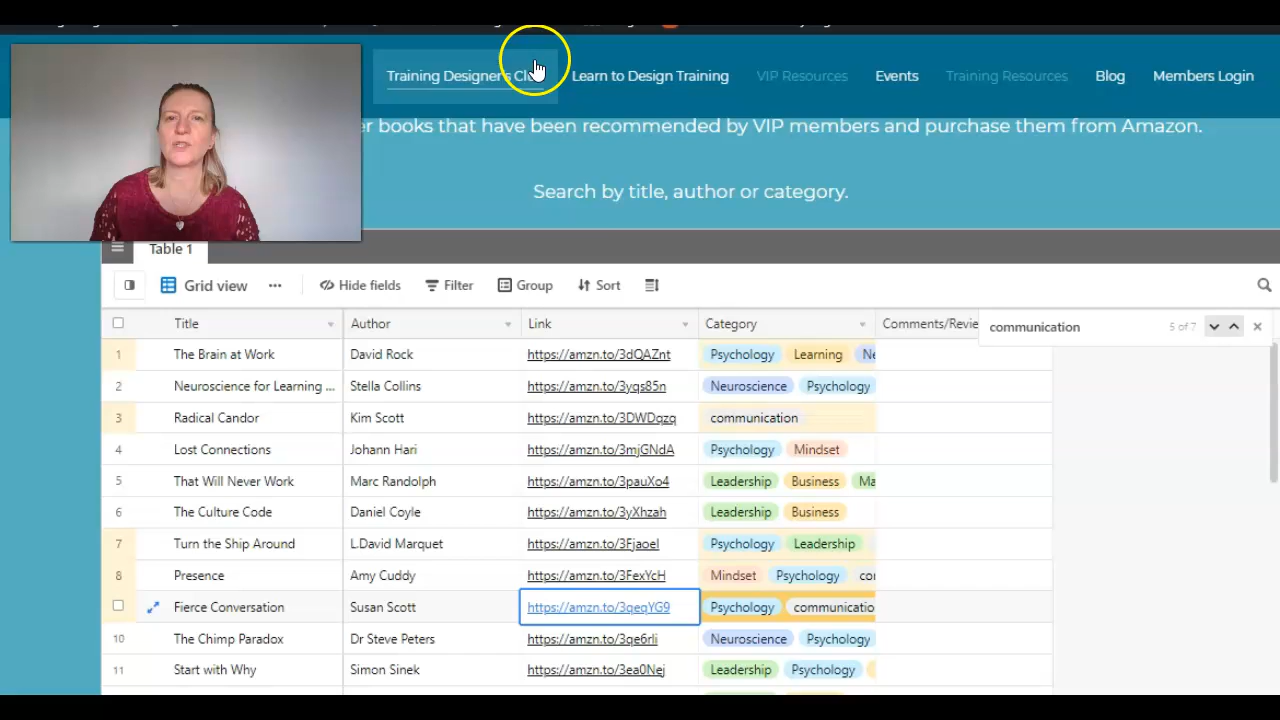 Training Designer's Learn to Design Training VIP Resources Events Training Resources Blog Members Login
books that have been recommended by VIP members and purchase them from Amazon.
Search by title, author or category.
Table 1
Grid view ... Hide fields Filter Group Sort
Title Author Link Category communication 5 of 7
1 The Brain at Work David Rock https://amzn.to/3dQAZnt Psychology Learning
2 Neuroscience for Learning ... Stella Collins https://amzn.to/3yqs85n Neuroscience Psychology
3 Radical Candor Kim Scott https://amzn.to/3DWDqzq communication
4 Lost Connections Johann Hari https://amzn.to/3mjGNdA Psychology Mindset
5 That Will Never Work Marc Randolph https://amzn.to/3pauXo4 Leadership Business
6 The Culture Code Daniel Coyle https://amzn.to/3yXhzah Leadership Business
7 Turn the Ship Around L.David Marquet https://amzn.to/3Fjaoel Psychology Leadership
8 Presence Amy Cuddy https://amzn.to/3FexYcH Mindset Psychology
Fierce Conversation Susan Scott https://amzn.to/3qeqYG9 Psychology communicatio
10 The Chimp Paradox Dr Steve Peters https://amzn.to/3qe6rli Neuroscience Psychology
11 Start with Why Simon Sinek https://amzn.to/3ea0Nej Leadership Psychology